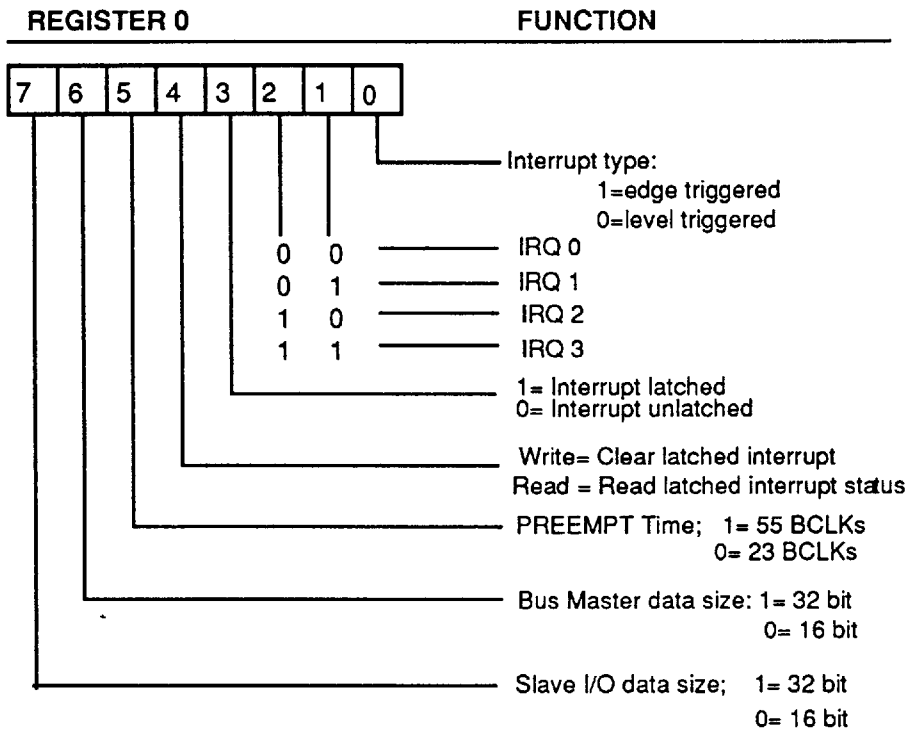 REGISTER 0 FUNCTION
7 6 5 4 3 2 1 0
Interrupt type:
1=edge triggered
0=level triggered
0 0 IRQ 0
0 1 IRQ 1
1 0 IRQ 2
1 1 IRQ 3
1= Interrupt latched
0= Interrupt unlatched
Write= Clear latched interrupt
Read = Read latched interrupt status
PREEMPT Time; 1= 55 BCLKs
0= 23 BCLKs
Bus Master data size: 1= 32 bit
0= 16 bit
Slave I/O data size; 1= 32 bit
0= 16 bit